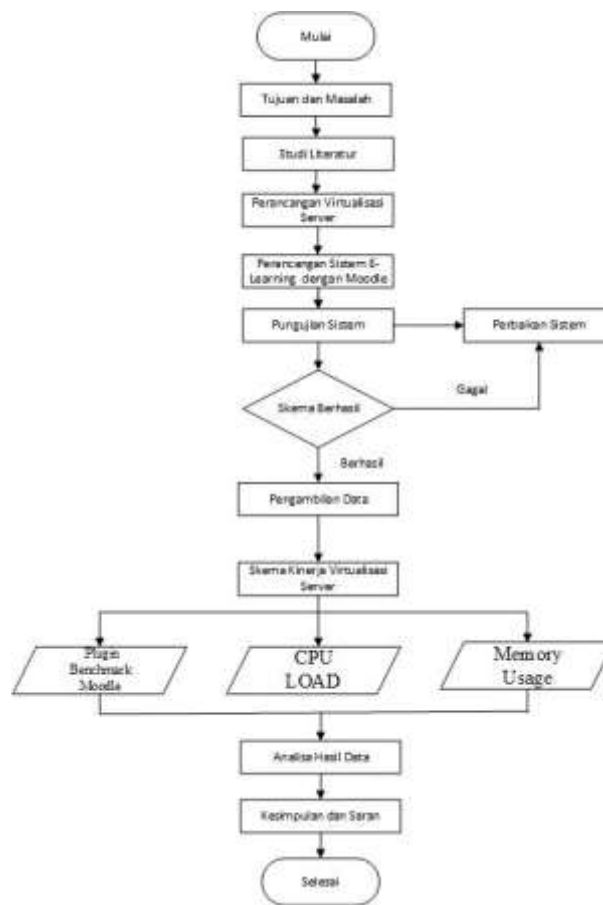 Mulai
Tujuan dan Masalah
Studi Literatur
Perancangan Virtualisasi
Server
Perancangan Sistem E-
Learning dengan Moodle
Pungujian Sistem
Perbaikan Sistem
Skema Berhasil
Gagal
Berhasil
Pengambilan Data
Skema Kinerja Virtualisasi
Server
Plugin
Benchmack
Moodle
CPU
LOAD
Memory
Usage
Analisa Hasil Data
Kesimpulan dan Saran
Selesai